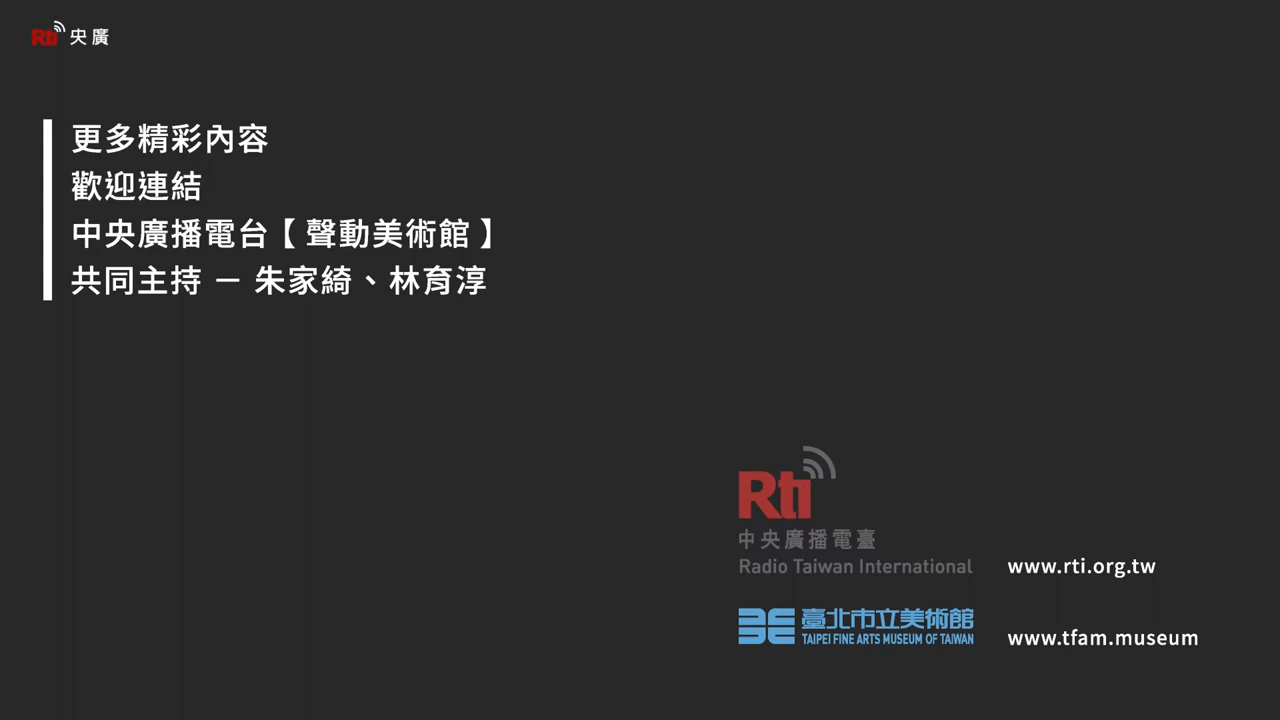 Rti 央廣
更多精彩內容
歡迎連結
中央廣播電台【聲動美術館】
共同主持 － 朱家綺、林育淳
Rti
中央廣播電臺
Radio Taiwan International
www.rti.org.tw
臺北市立美術館
TAIPEI FINE ARTS MUSEUM OF TAIWAN
www.tfam.museum